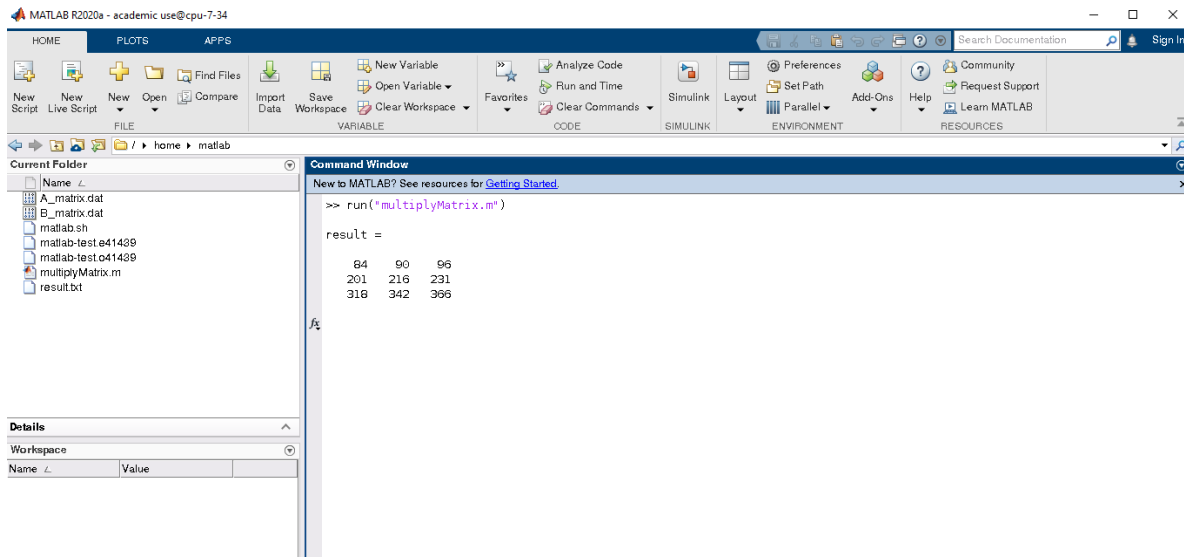 MATLAB R2020a - academic use@cpu-7-34
HOME PLOTS APPS Search Documentation Sign In
New Script
New Live Script
New
Open
Find Files
Compare
FILE
Import Data
Save Workspace
New Variable
Open Variable
Clear Workspace
VARIABLE
Favorites
Analyze Code
Run and Time
Clear Commands
CODE
Simulink
SIMULINK
Layout
Preferences
Set Path
Parallel
Add-Ons
ENVIRONMENT
Help
Community
Request Support
Learn MATLAB
RESOURCES
/ home matlab
Current Folder
Name
A_matrix.dat
B_matrix.dat
matlab.sh
matlab-test.e41439
matlab-test.o41439
multiplyMatrix.m
result.txt
Details
Workspace
Name Value
Command Window
New to MATLAB? See resources for Getting Started.
>> run("multiplyMatrix.m")
result =
84 90 96
201 216 231
318 342 366
fx